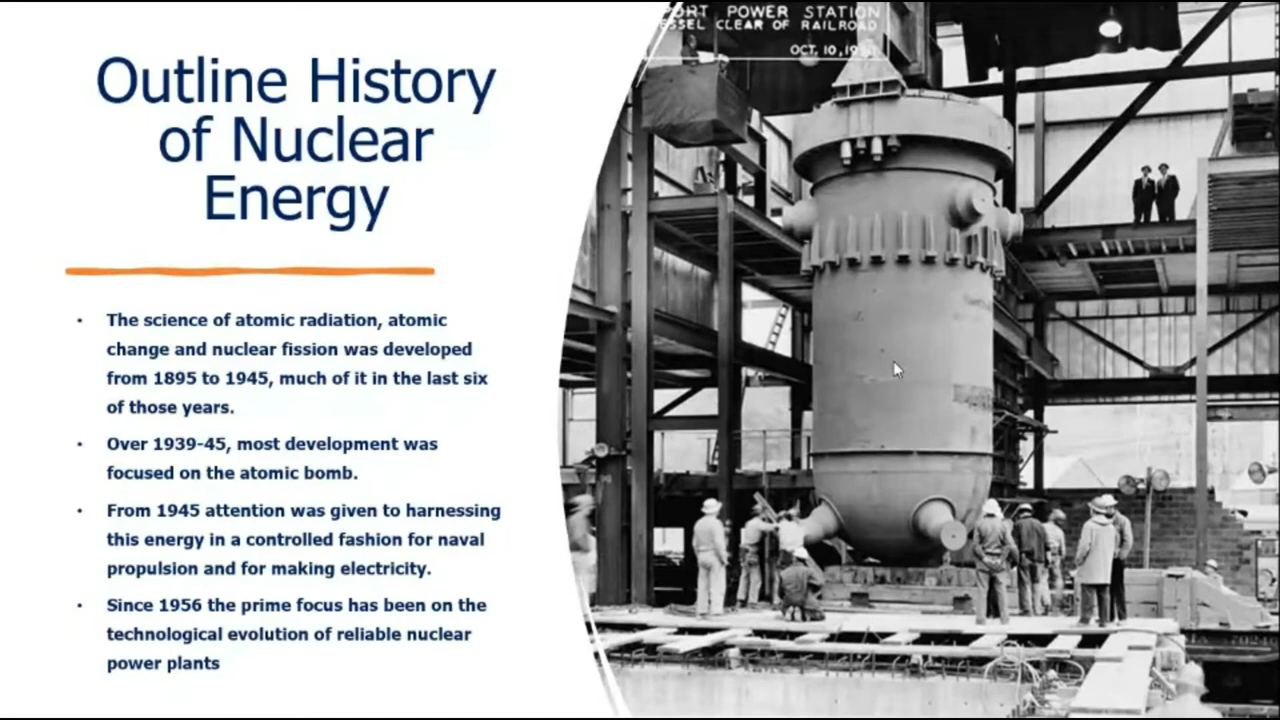 Outline History
of Nuclear
Energy
• The science of atomic radiation, atomic
change and nuclear fission was developed
from 1895 to 1945, much of it in the last six
of those years.
• Over 1939-45, most development was
focused on the atomic bomb.
• From 1945 attention was given to harnessing
this energy in a controlled fashion for naval
propulsion and for making electricity.
• Since 1956 the prime focus has been on the
technological evolution of reliable nuclear
power plants
POWER STATION
CLEAR OF RAILROAD
OCT. 10,